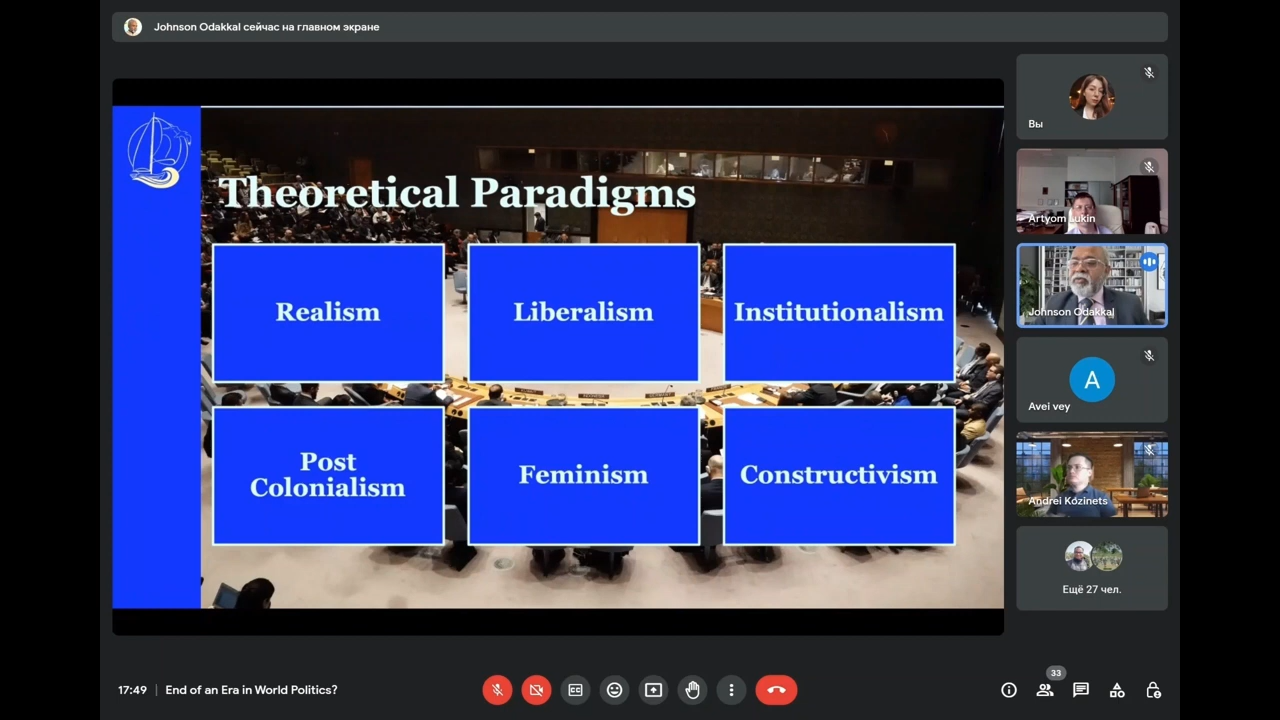 Johnson Odakkal сейчас на главном экране
Theoretical Paradigms
Realism
Liberalism
Institutionalism
Post
Colonialism
Feminism
Constructivism
Вы
Artyom Lukin
Johnson Odakkal
A
Avei vey
Andrei Kozinets
Ещё 27 чел.
17:49 | End of an Era in World Politics?
33